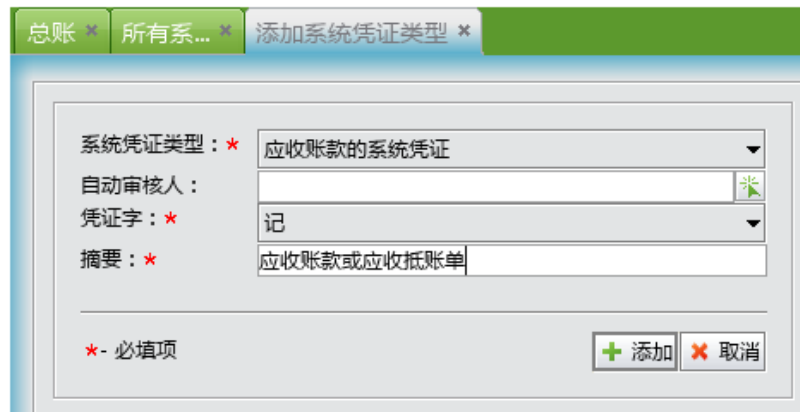 总账 所有系... 添加系统凭证类型
系统凭证类型：* 应收账款的系统凭证
自动审核人：
凭证字：* 记
摘要：* 应收账款或应收抵账单
*- 必填项 添加 取消